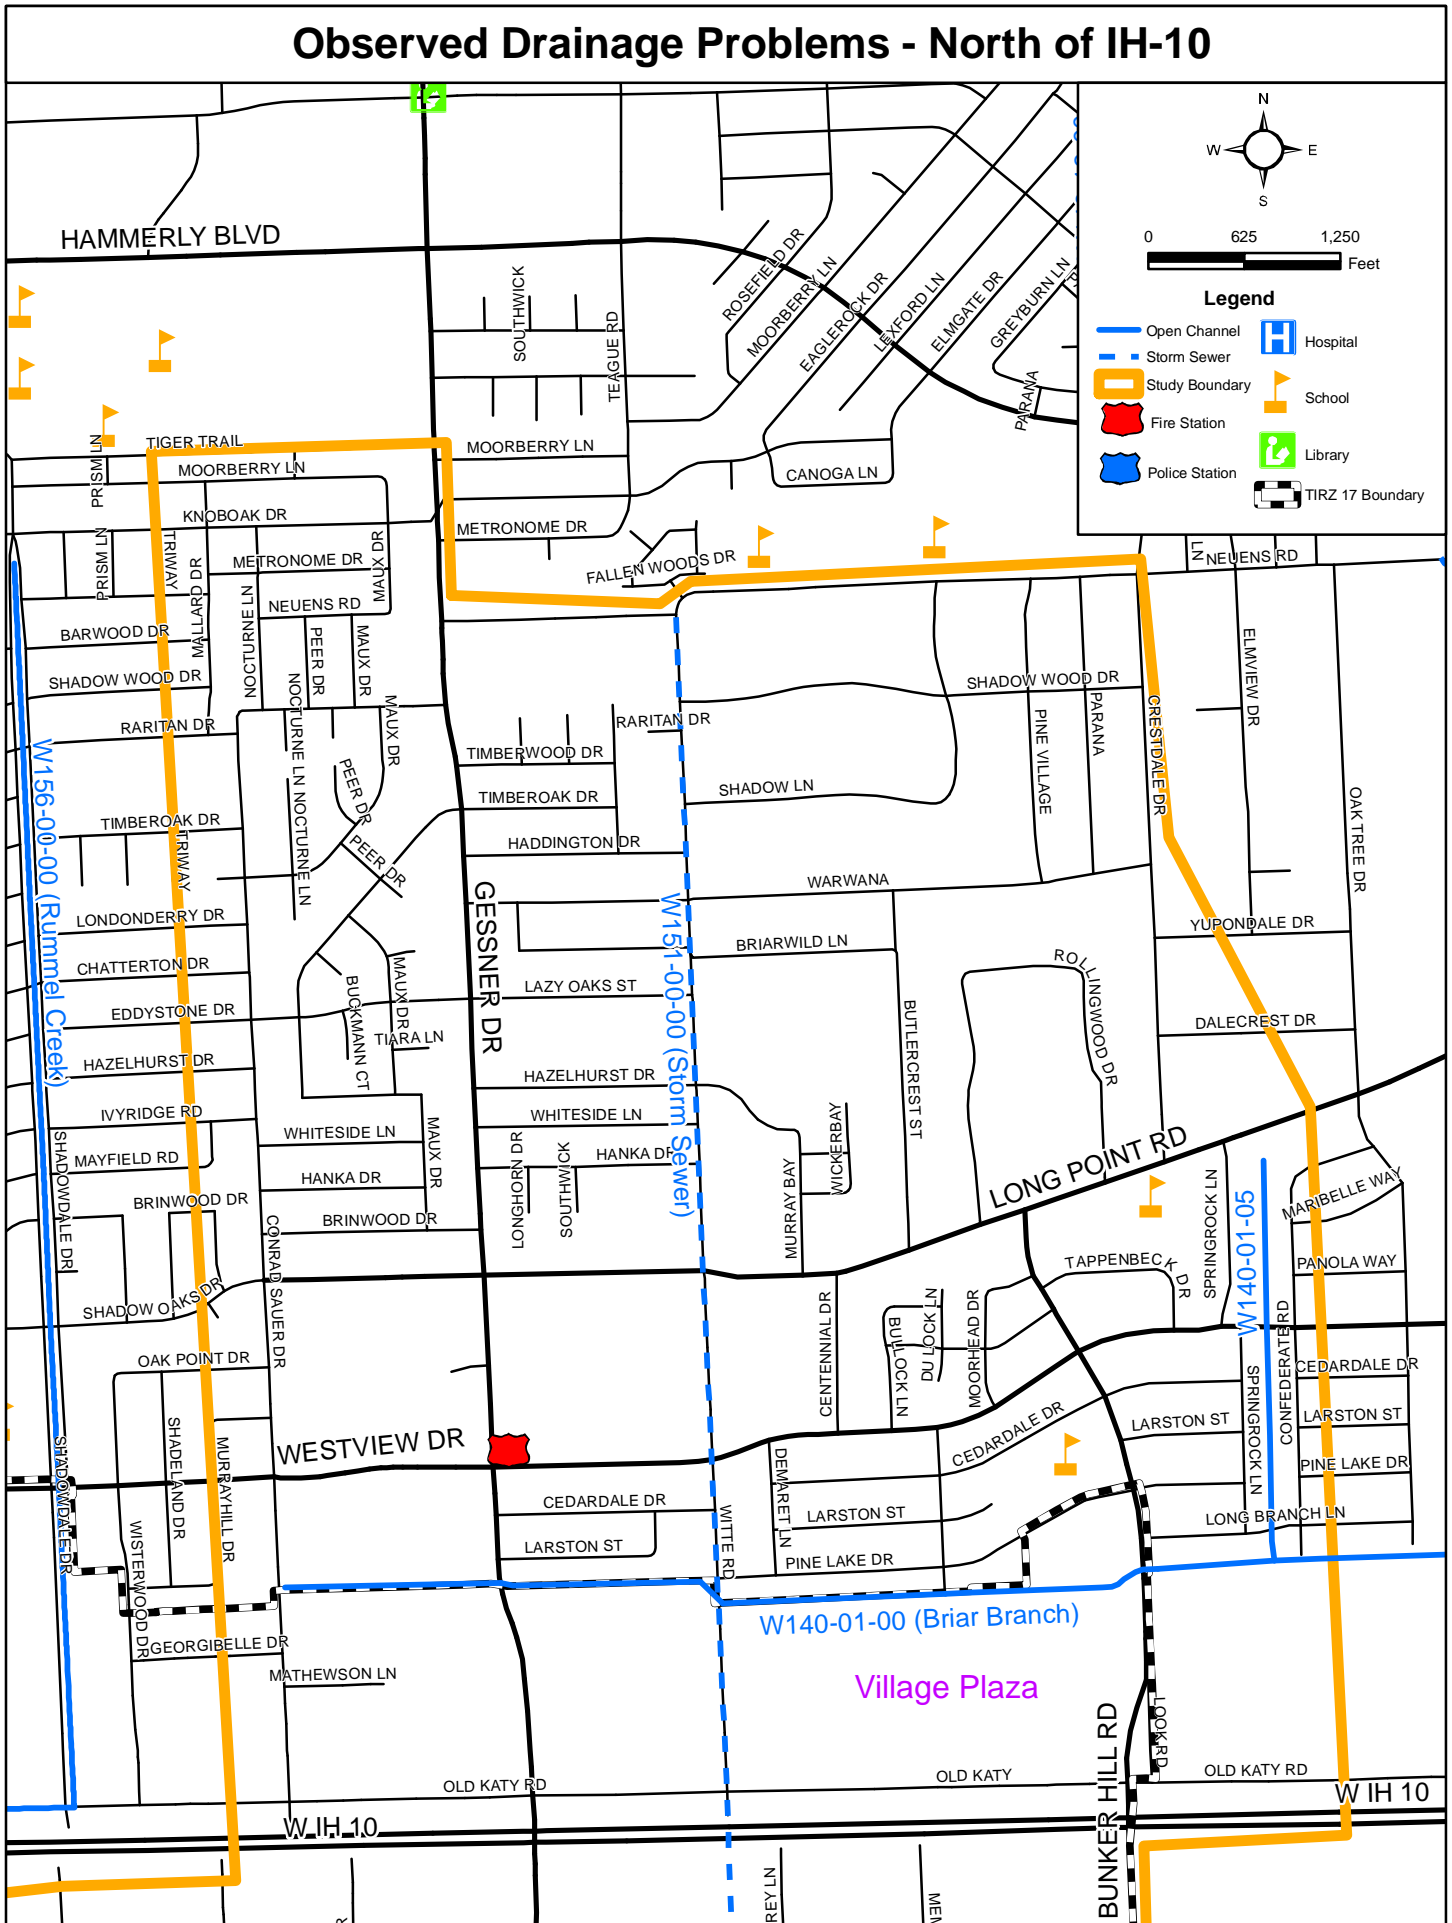 Observed Drainage Problems - North of IH-10
N
W
E
S
0 625 1,250
Feet
Legend
Open Channel
Storm Sewer
Study Boundary
Fire Station
Police Station
Hospital
School
Library
TIRZ 17 Boundary
HAMMERLY BLVD
SOUTHWICK
TEAGUE RD
ROSEFIELD DR
MOORBERRY LN
EAGLEROCK DR
LEXFORD LN
ELMGATE DR
GREYBURN LN
PARANA
TIGER TRAIL
MOORBERRY LN
PRISM LN
MOORBERRY LN
CANOGA LN
KNOBOAK DR
METRONOME DR
FALLEN WOODS DR
LN
NEUENS RD
PRISM LN
TRIWAY
MALLARD DR
METRONOME DR
MAUX DR
NOCTURNE LN
NEUENS RD
BARWOOD DR
PEER DR
MAUX DR
ELMVIEW DR
SHADOW WOOD DR
SHADOW WOOD DR
NOCTURNE LN
MAUX DR
RARITAN DR
RARITAN DR
PINE VILLAGE
PARANA
CRESTDALE DR
W156-00-00 (Rummel Creek)
TIMBERWOOD DR
PEER DR
SHADOW LN
TIMBEROAK DR
TIMBEROAK DR
NOCTURNE LN
OAK TREE DR
HADDINGTON DR
TRIWAY
PEER DR
WARWANA
GESSNER DR
W151-00-00 (Storm Sewer)
LONDONDERRY DR
YUPONDALE DR
BRIARWILD LN
CHATTERTON DR
MAUX DR
BUCKMANN CT
ROLLINGWOOD DR
LAZY OAKS ST
BUTLERCREST ST
EDDYSTONE DR
DALECREST DR
TIARA LN
HAZELHURST DR
HAZELHURST DR
IVYRIDGE RD
WHITESIDE LN
WHITESIDE LN
MAUX DR
LONGHORN DR
SOUTHWICK
HANKA DR
WICKERBAY
MURRAY BAY
LONG POINT RD
SHADOWDALE DR
MAYFIELD RD
HANKA DR
SPRINGROCK LN
MARIBELLE WAY
BRINWOOD DR
BRINWOOD DR
W140-01-05
CONRAD SAUER DR
TAPPENBECK DR
PANOLA WAY
SHADOW OAKS DR
CENTENNIAL DR
BULLOCK LN
DU LOCK LN
MOORHEAD DR
CONFEDERATE RD
OAK POINT DR
CEDARDALE DR
SPRINGROCK LN
SHADELAND DR
CEDARDALE DR
LARSTON ST
LARSTON ST
WESTVIEW DR
MURRAYHILL DR
SHADOWDALE DR
DEMARET LN
PINE LAKE DR
CEDARDALE DR
WITTE RD
LARSTON ST
LONG BRANCH LN
WISTERWOOD DR
LARSTON ST
PINE LAKE DR
W140-01-00 (Briar Branch)
GEORGIBELLE DR
MATHEWSON LN
Village Plaza
BUNKER HILL RD
LOOK RD
OLD KATY RD
OLD KATY
OLD KATY RD
W IH 10
W IH 10
REY LN
MEM
R